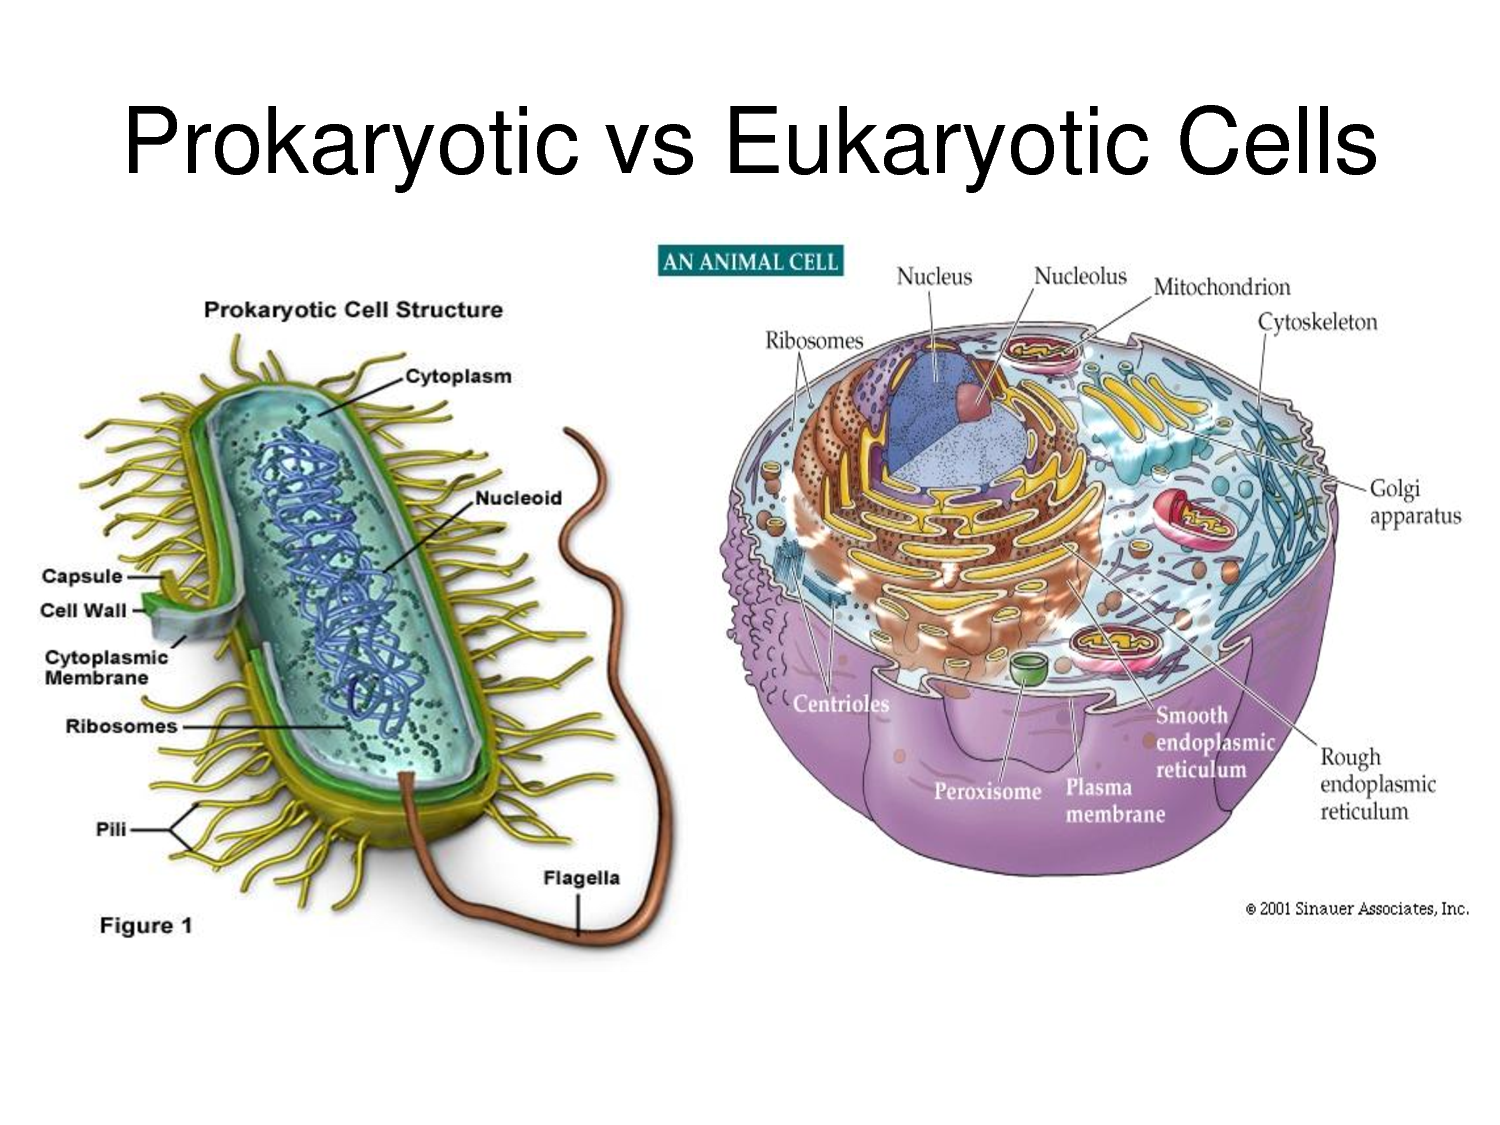 Prokaryotic vs Eukaryotic Cells
Prokaryotic Cell Structure
Cytoplasm
Nucleoid
Capsule
Cell Wall
Cytoplasmic
Membrane
Ribosomes
Pili
Flagella
Figure 1
AN ANIMAL CELL
Nucleus
Nucleolus
Mitochondrion
Cytoskeleton
Ribosomes
Golgi
apparatus
Centrioles
Smooth
endoplasmic
reticulum
Rough
endoplasmic
reticulum
Peroxisome
Plasma
membrane
© 2001 Sinauer Associates, Inc.